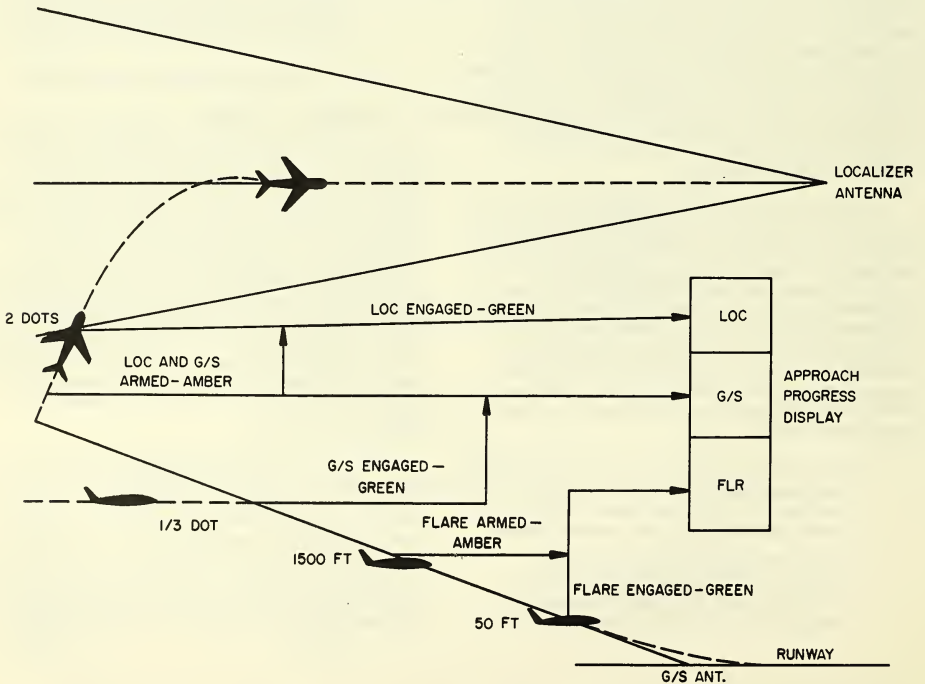 LOCALIZER
ANTENNA
2 DOTS
LOC ENGAGED-GREEN
LOC
LOC AND G/S
ARMED-AMBER
G/S
APPROACH
PROGRESS
DISPLAY
G/S ENGAGED-
GREEN
FLR
1/3 DOT
FLARE ARMED-
AMBER
1500 FT
FLARE ENGAGED-GREEN
50 FT
RUNWAY
G/S ANT.